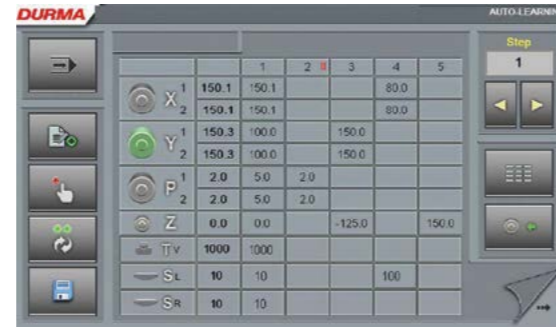 DURMA AUTO-LEARNIN
Step
1
1 2 3 4 5
X 1 150.1 150.1 80.0
2 150.1 150.1 80.0
Y 1 150.3 100.0 150.0
2 150.3 100.0 150.0
P 1 2.0 5.0 2.0
2 2.0 5.0 2.0
Z 0.0 0.0 -125.0 150.0
TV 1000 1000
SL 10 10 100
SR 10 10